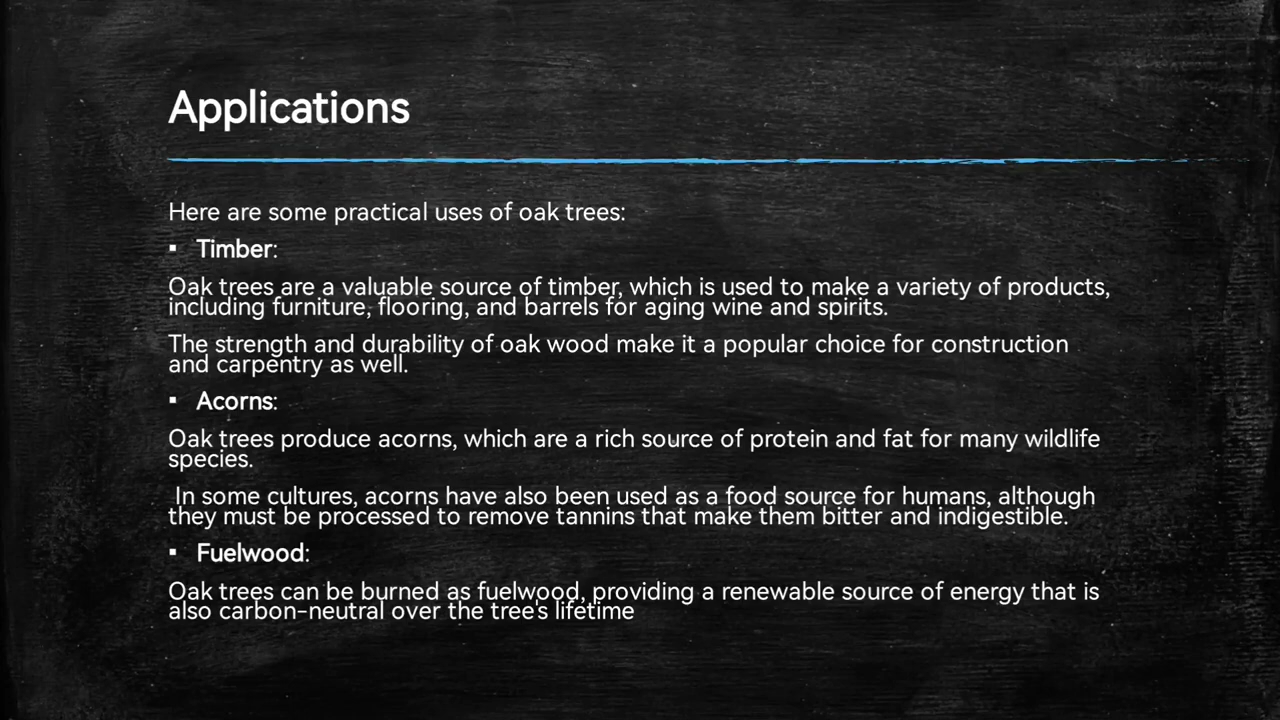 Applications
Here are some practical uses of oak trees:
▪ Timber:
Oak trees are a valuable source of timber, which is used to make a variety of products,
including furniture, flooring, and barrels for aging wine and spirits.
The strength and durability of oak wood make it a popular choice for construction
and carpentry as well.
▪ Acorns:
Oak trees produce acorns, which are a rich source of protein and fat for many wildlife
species.
In some cultures, acorns have also been used as a food source for humans, although
they must be processed to remove tannins that make them bitter and indigestible.
▪ Fuelwood:
Oak trees can be burned as fuelwood, providing a renewable source of energy that is
also carbon-neutral over the tree's lifetime